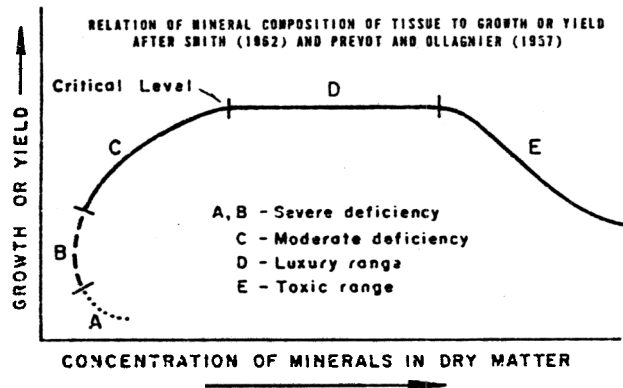 RELATION OF MINERAL COMPOSITION OF TISSUE TO GROWTH OR YIELD
AFTER SMITH (1962) AND PREVOT AND OLLAGNIER (1957)
Critical Level
D
C
E
B
A
A, B - Severe deficiency
C - Moderate deficiency
D - Luxury range
E - Toxic range
GROWTH OR YIELD
CONCENTRATION OF MINERALS IN DRY MATTER